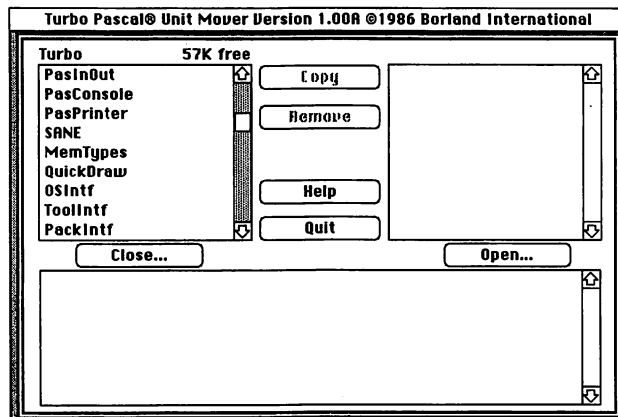 Turbo Pascal® Unit Mover Version 1.00A ©1986 Borland International
Turbo 57K free
PasInOut
PasConsole
PasPrinter
SANE
MemTypes
QuickDraw
OSIntf
ToolIntf
PackIntf
Copy
Remove
Help
Quit
Close...
Open...